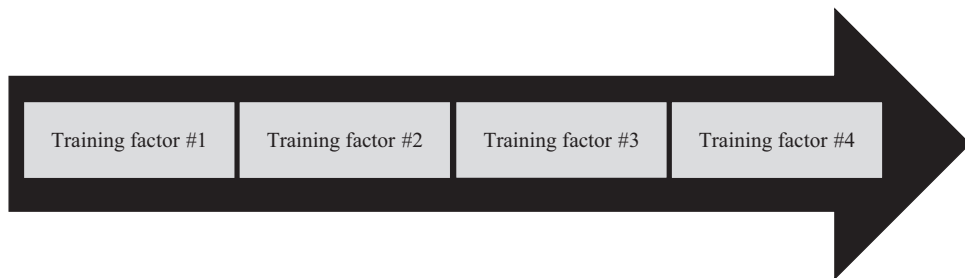 Training factor #1
Training factor #2
Training factor #3
Training factor #4